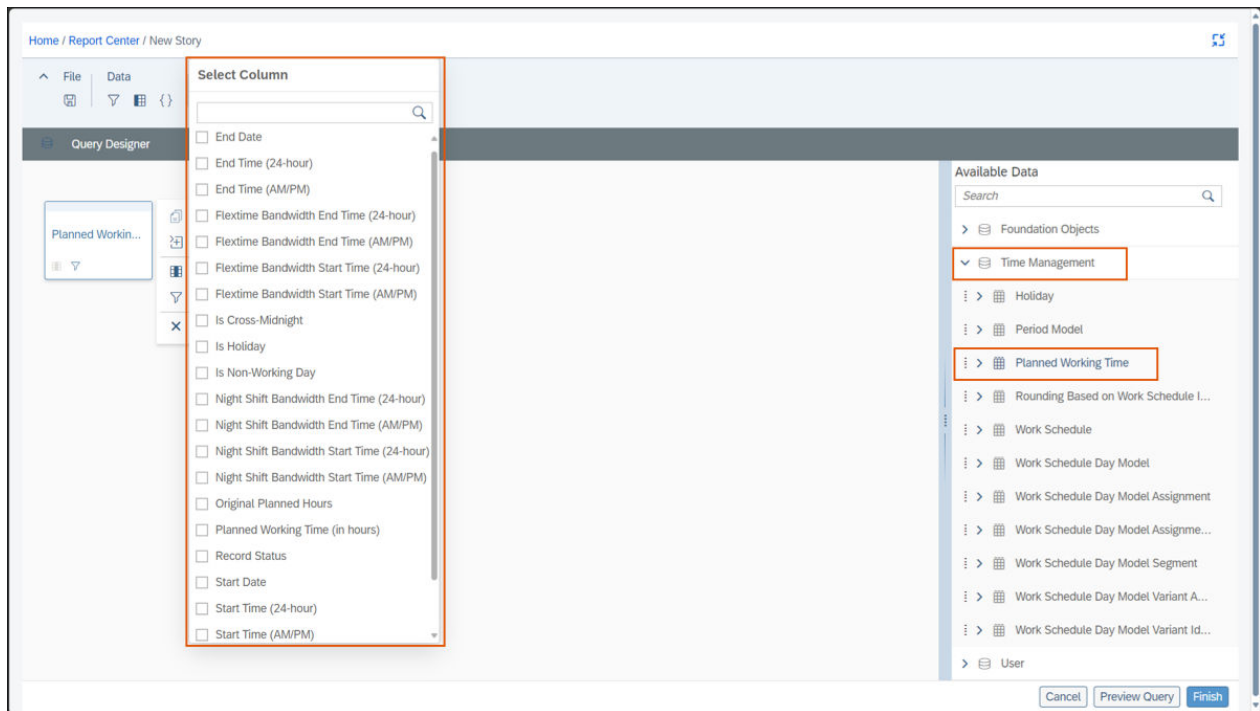 Home / Report Center / New Story
File
Data
{}
Query Designer
Planned Workin...
Select Column
End Date
End Time (24-hour)
End Time (AM/PM)
Flextime Bandwidth End Time (24-hour)
Flextime Bandwidth End Time (AM/PM)
Flextime Bandwidth Start Time (24-hour)
Flextime Bandwidth Start Time (AM/PM)
Is Cross-Midnight
Is Holiday
Is Non-Working Day
Night Shift Bandwidth End Time (24-hour)
Night Shift Bandwidth End Time (AM/PM)
Night Shift Bandwidth Start Time (24-hour)
Night Shift Bandwidth Start Time (AM/PM)
Original Planned Hours
Planned Working Time (in hours)
Record Status
Start Date
Start Time (24-hour)
Start Time (AM/PM)
Available Data
Search
Foundation Objects
Time Management
Holiday
Period Model
Planned Working Time
Rounding Based on Work Schedule I...
Work Schedule
Work Schedule Day Model
Work Schedule Day Model Assignment
Work Schedule Day Model Assignme...
Work Schedule Day Model Segment
Work Schedule Day Model Variant A...
Work Schedule Day Model Variant Id...
User
Cancel
Preview Query
Finish